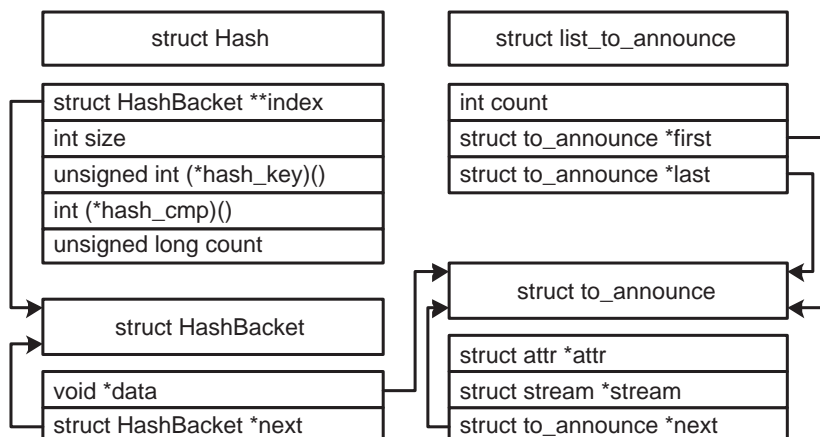 struct Hash
struct HashBacket **index
int size
unsigned int (*hash_key)()
int (*hash_cmp)()
unsigned long count
struct HashBacket
void *data
struct HashBacket *next
struct list_to_announce
int count
struct to_announce *first
struct to_announce *last
struct to_announce
struct attr *attr
struct stream *stream
struct to_announce *next